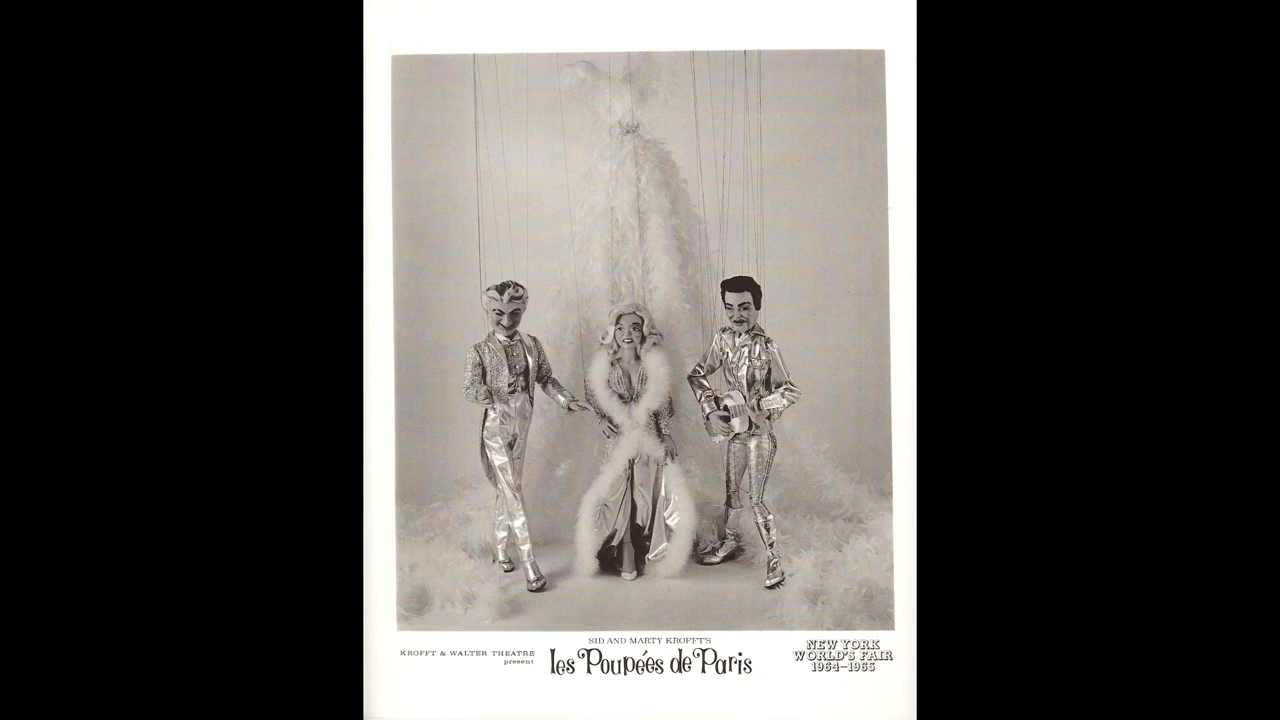 SID AND MARTY KROFFT'S
KROFFT & WALTER THEATRE
present
les Poupées de Paris
NEW YORK
WORLD'S FAIR
1964-1965